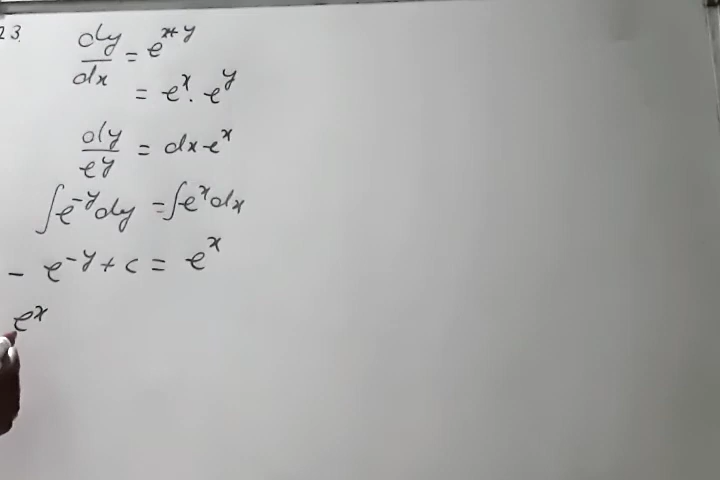 23.
dy/dx = e^{x+y}
= e^x · e^y
dy/e^y = dx·e^x
∫e^{-y}dy = ∫e^x dx
- e^{-y} + c = e^x
e^x